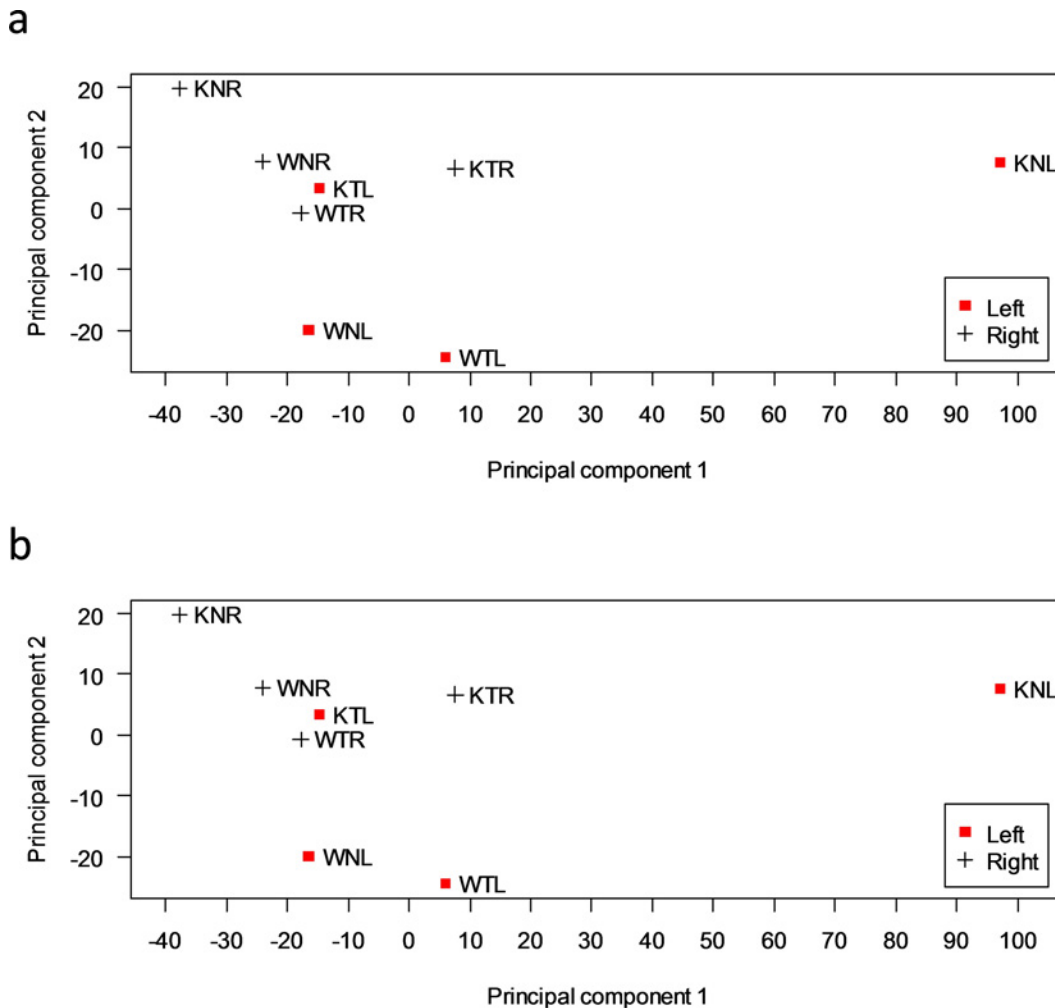 a
Principal component 2
20
10
0
-10
-20
KNR
WNR
KTR
KNL
KTL
WTR
WNL
WTL
Left
Right
-40 -30 -20 -10 0 10 20 30 40 50 60 70 80 90 100
Principal component 1
b
Principal component 2
20
10
0
-10
-20
KNR
WNR
KTR
KNL
KTL
WTR
WNL
WTL
Left
Right
-40 -30 -20 -10 0 10 20 30 40 50 60 70 80 90 100
Principal component 1